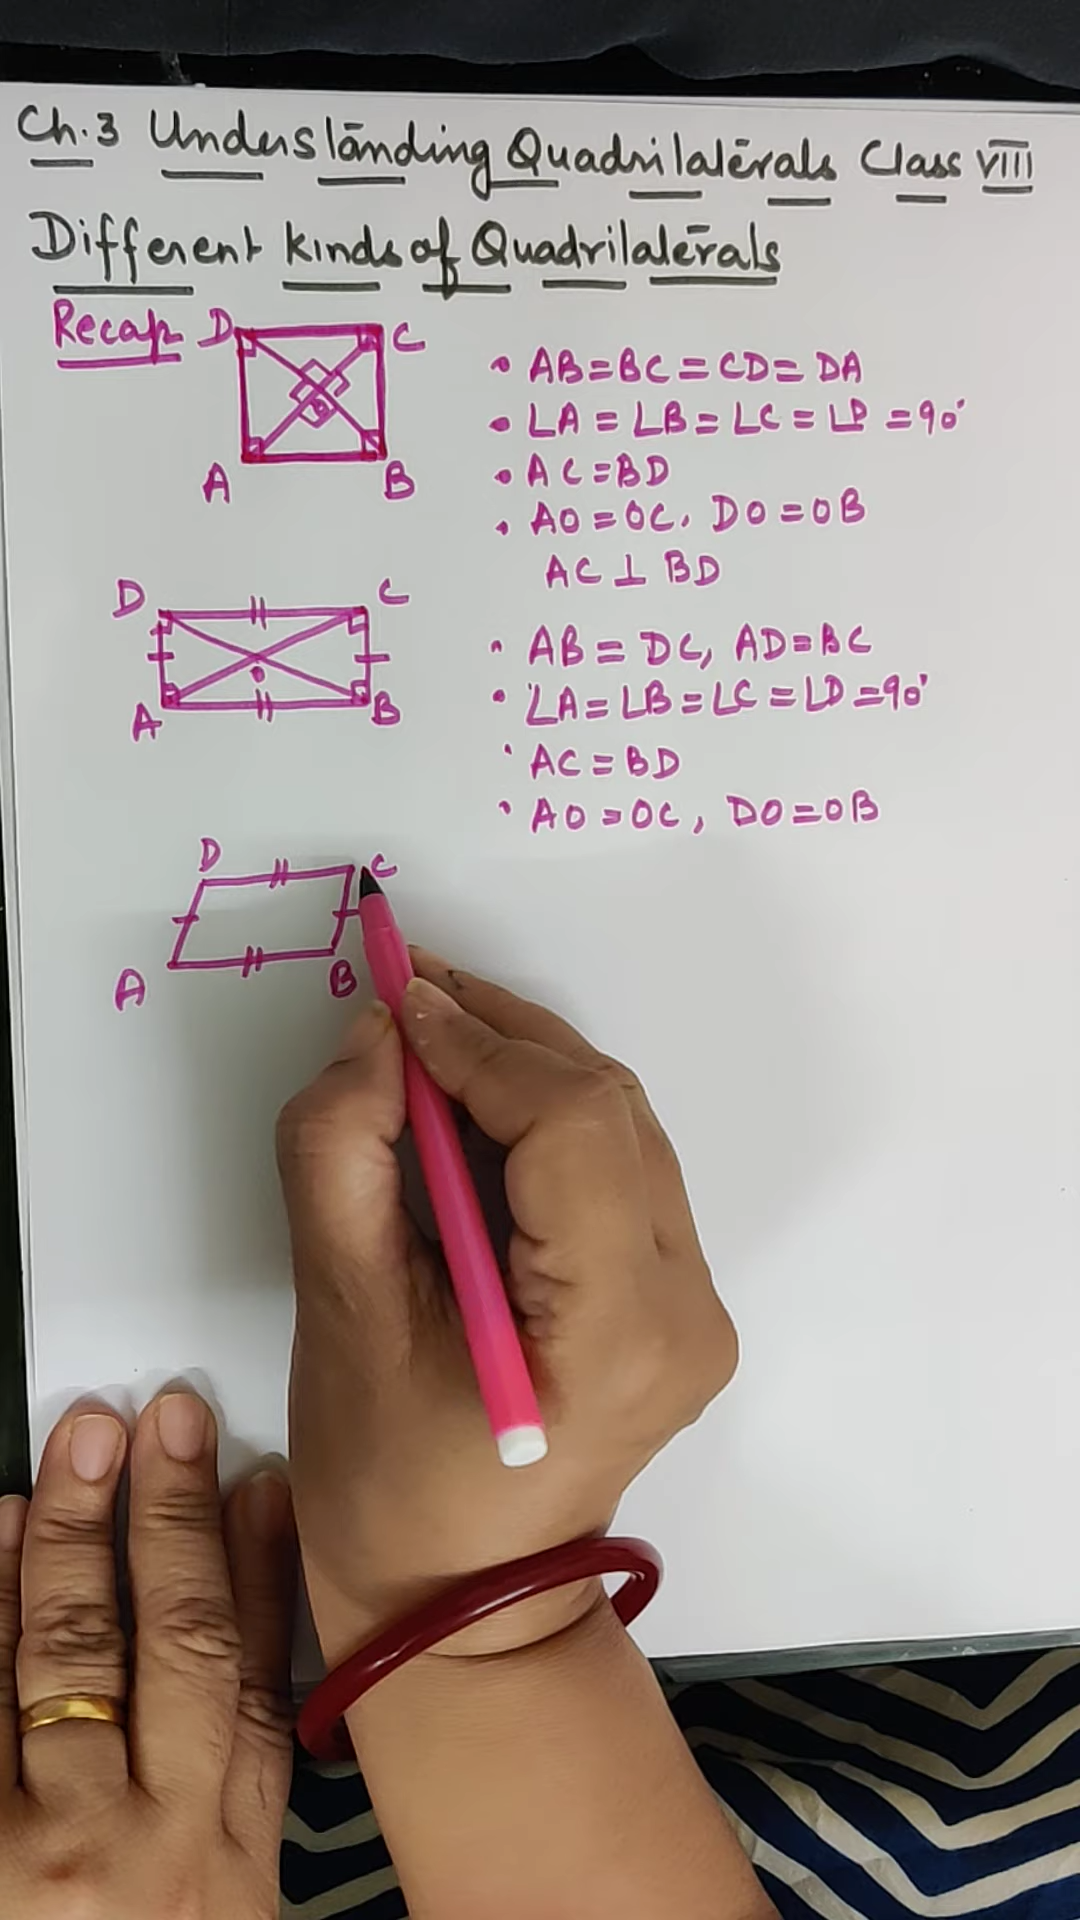 Ch.3 Understanding Quadrilaterals Class VIII
Different kinds of Quadrilaterals
Recap
D C
A B
• AB=BC=CD=DA
• ∠A=∠B=∠C=∠D=90°
• AC=BD
• AO=OC, DO=OB
AC⊥BD
D C
A B
• AB=DC, AD=BC
• ∠A=∠B=∠C=∠D=90°
• AC=BD
• AO=OC, DO=OB
D C
A B